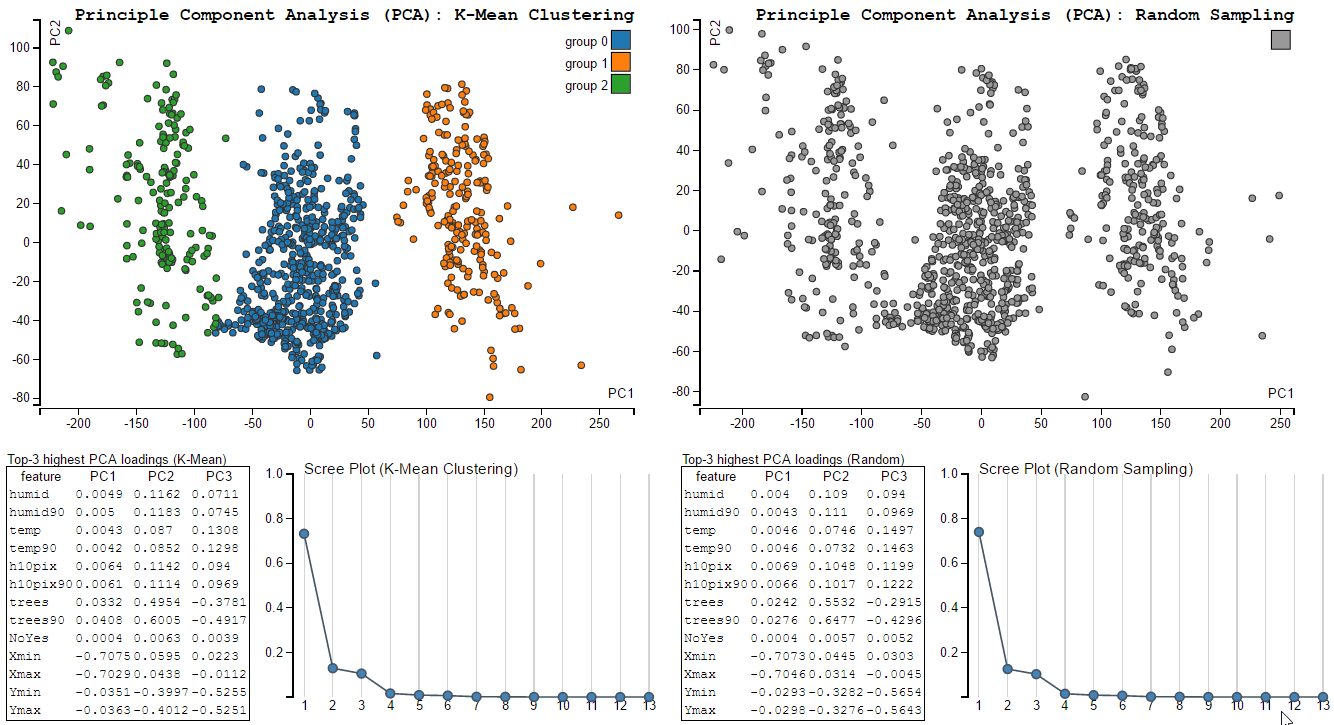 Principle Component Analysis (PCA): K-Mean Clustering
PC2
group 0
group 1
group 2
100
80
60
40
20
0
-20
-40
-60
-80
PC1
-200 -150 -100 -50 0 50 100 150 200 250
Principle Component Analysis (PCA): Random Sampling
PC2
100
80
60
40
20
0
-20
-40
-60
-80
PC1
-200 -150 -100 -50 0 50 100 150 200 250
Top-3 highest PCA loadings (K-Mean)
feature PC1 PC2 PC3
humid 0.0049 0.1162 0.0711
humid90 0.005 0.1183 0.0745
temp 0.0043 0.087 0.1308
temp90 0.0042 0.0852 0.1298
h10pix 0.0064 0.1142 0.094
h10pix90 0.0061 0.1114 0.0969
trees 0.0332 0.4954 -0.3781
trees90 0.0408 0.6005 -0.4917
NoYes 0.0004 0.0063 0.0039
Xmin -0.7075 0.0595 0.0223
Xmax -0.7029 0.0438 -0.0112
Ymin -0.0351 -0.3997 -0.5255
Ymax -0.0363 -0.4012 -0.5251
Scree Plot (K-Mean Clustering)
1.0
0.8
0.6
0.4
0.2
1 2 3 4 5 6 7 8 9 10 11 12 13
Top-3 highest PCA loadings (Random)
feature PC1 PC2 PC3
humid 0.004 0.109 0.094
humid90 0.0043 0.111 0.0969
temp 0.0046 0.0746 0.1497
temp90 0.0046 0.0732 0.1463
h10pix 0.0069 0.1048 0.1199
h10pix90 0.0066 0.1017 0.1222
trees 0.0242 0.5532 -0.2915
trees90 0.0276 0.6477 -0.4296
NoYes 0.0004 0.0057 0.0052
Xmin -0.7073 0.0445 0.0303
Xmax -0.7046 0.0314 -0.0045
Ymin -0.0293 -0.3282 -0.5654
Ymax -0.0298 -0.3276 -0.5643
Scree Plot (Random Sampling)
1.0
0.8
0.6
0.4
0.2
1 2 3 4 5 6 7 8 9 10 11 12 13